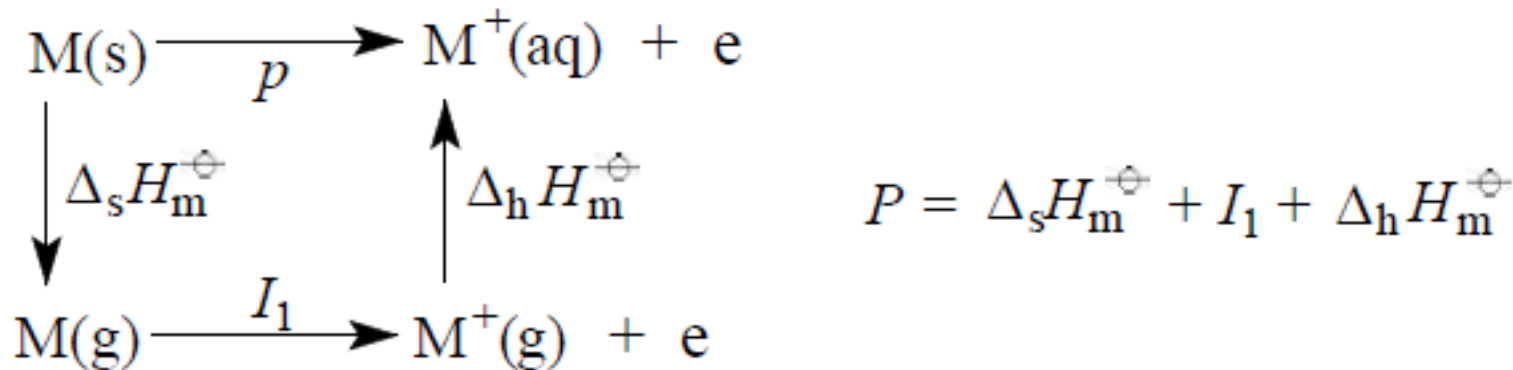 M(s) p M⁺(aq) + e
ΔₛHₘ⦵ ΔₕHₘ⦵ P = ΔₛHₘ⦵ + I₁ + ΔₕHₘ⦵
M(g) I₁ M⁺(g) + e